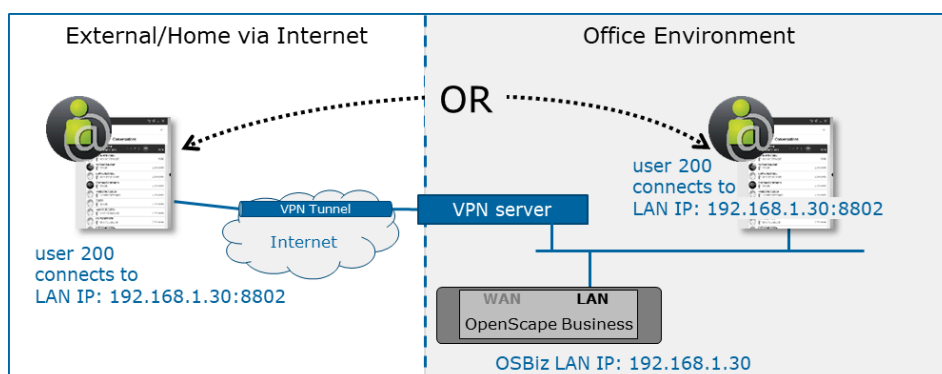 External/Home via Internet
Office Environment
OR
user 200
connects to
LAN IP: 192.168.1.30:8802
VPN Tunnel
VPN server
Internet
user 200
connects to
LAN IP: 192.168.1.30:8802
WAN LAN
OpenScape Business
OSBiz LAN IP: 192.168.1.30